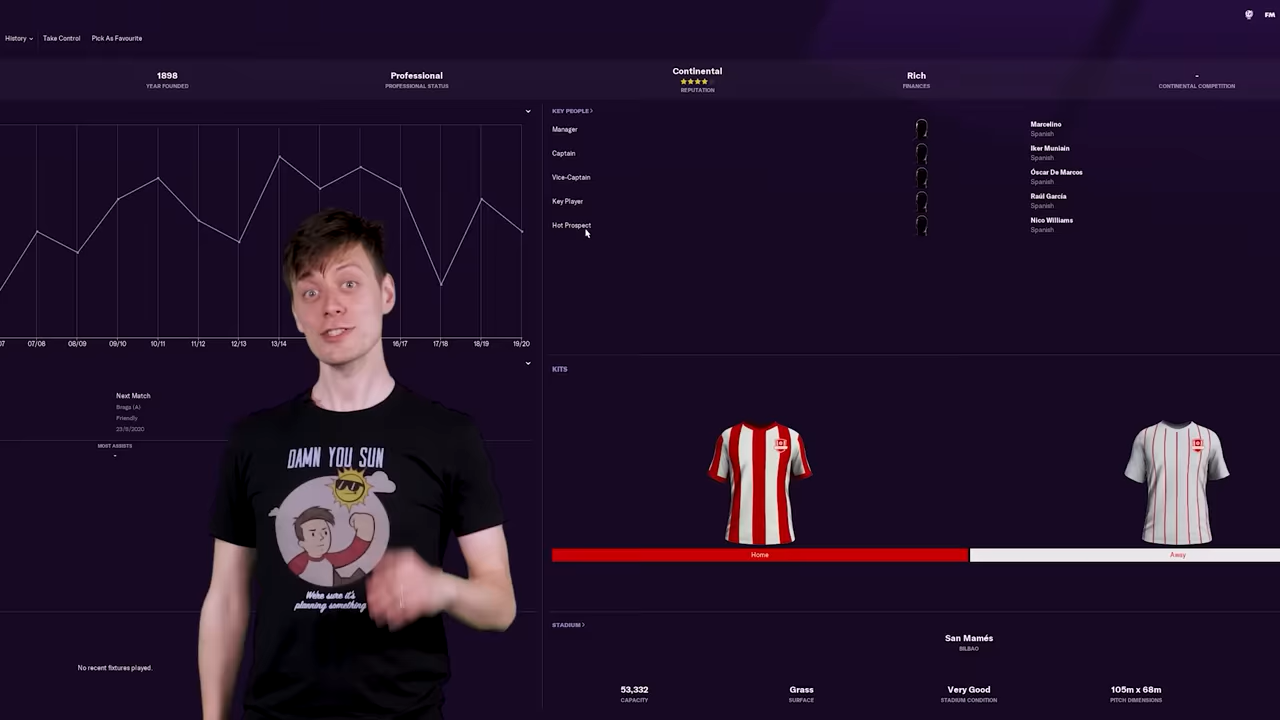 FM
History
Take Control
Pick As Favourite
1898
YEAR FOUNDED
Professional
PROFESSIONAL STATUS
Continental
REPUTATION
Rich
FINANCES
-
CONTINENTAL COMPETITION
KEY PEOPLE >
Manager
Marcelino
Spanish
Captain
Iker Muniain
Spanish
Vice-Captain
Óscar De Marcos
Spanish
Key Player
Raúl García
Spanish
Hot Prospect
Nico Williams
Spanish
07 07/08 08/09 09/10 10/11 11/12 12/13 13/14 16/17 17/18 18/19 19/20
Next Match
Braga (A)
Friendly
23/8/2020
MOST ASSISTS
-
No recent fixtures played.
DAMN YOU SUN
We're sure it's
planning something
KITS
Home
Away
STADIUM >
San Mamés
BILBAO
53,332
CAPACITY
Grass
SURFACE
Very Good
STADIUM CONDITION
105m x 68m
PITCH DIMENSIONS